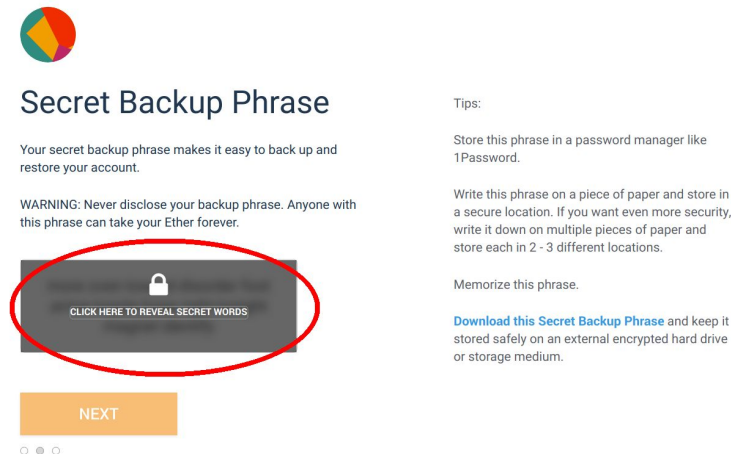 Secret Backup Phrase
Your secret backup phrase makes it easy to back up and
restore your account.
WARNING: Never disclose your backup phrase. Anyone with
this phrase can take your Ether forever.
CLICK HERE TO REVEAL SECRET WORDS
NEXT
Tips:
Store this phrase in a password manager like
1Password.
Write this phrase on a piece of paper and store in
a secure location. If you want even more security,
write it down on multiple pieces of paper and
store each in 2 - 3 different locations.
Memorize this phrase.
Download this Secret Backup Phrase and keep it
stored safely on an external encrypted hard drive
or storage medium.